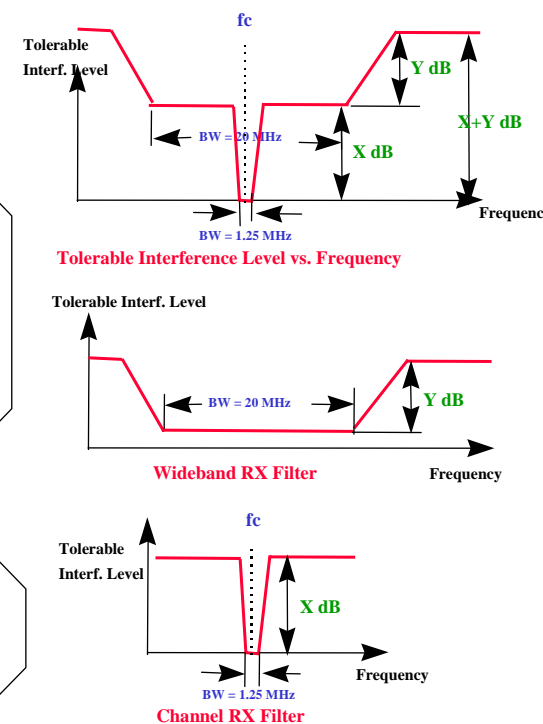 fc
Tolerable
Interf. Level
Y dB
BW = 20 MHz
X dB
X+Y dB
Frequenc
BW = 1.25 MHz
Tolerable Interference Level vs. Frequency
Tolerable Interf. Level
BW = 20 MHz
Y dB
Wideband RX Filter
Frequency
fc
Tolerable
Interf. Level
X dB
Frequency
BW = 1.25 MHz
Channel RX Filter